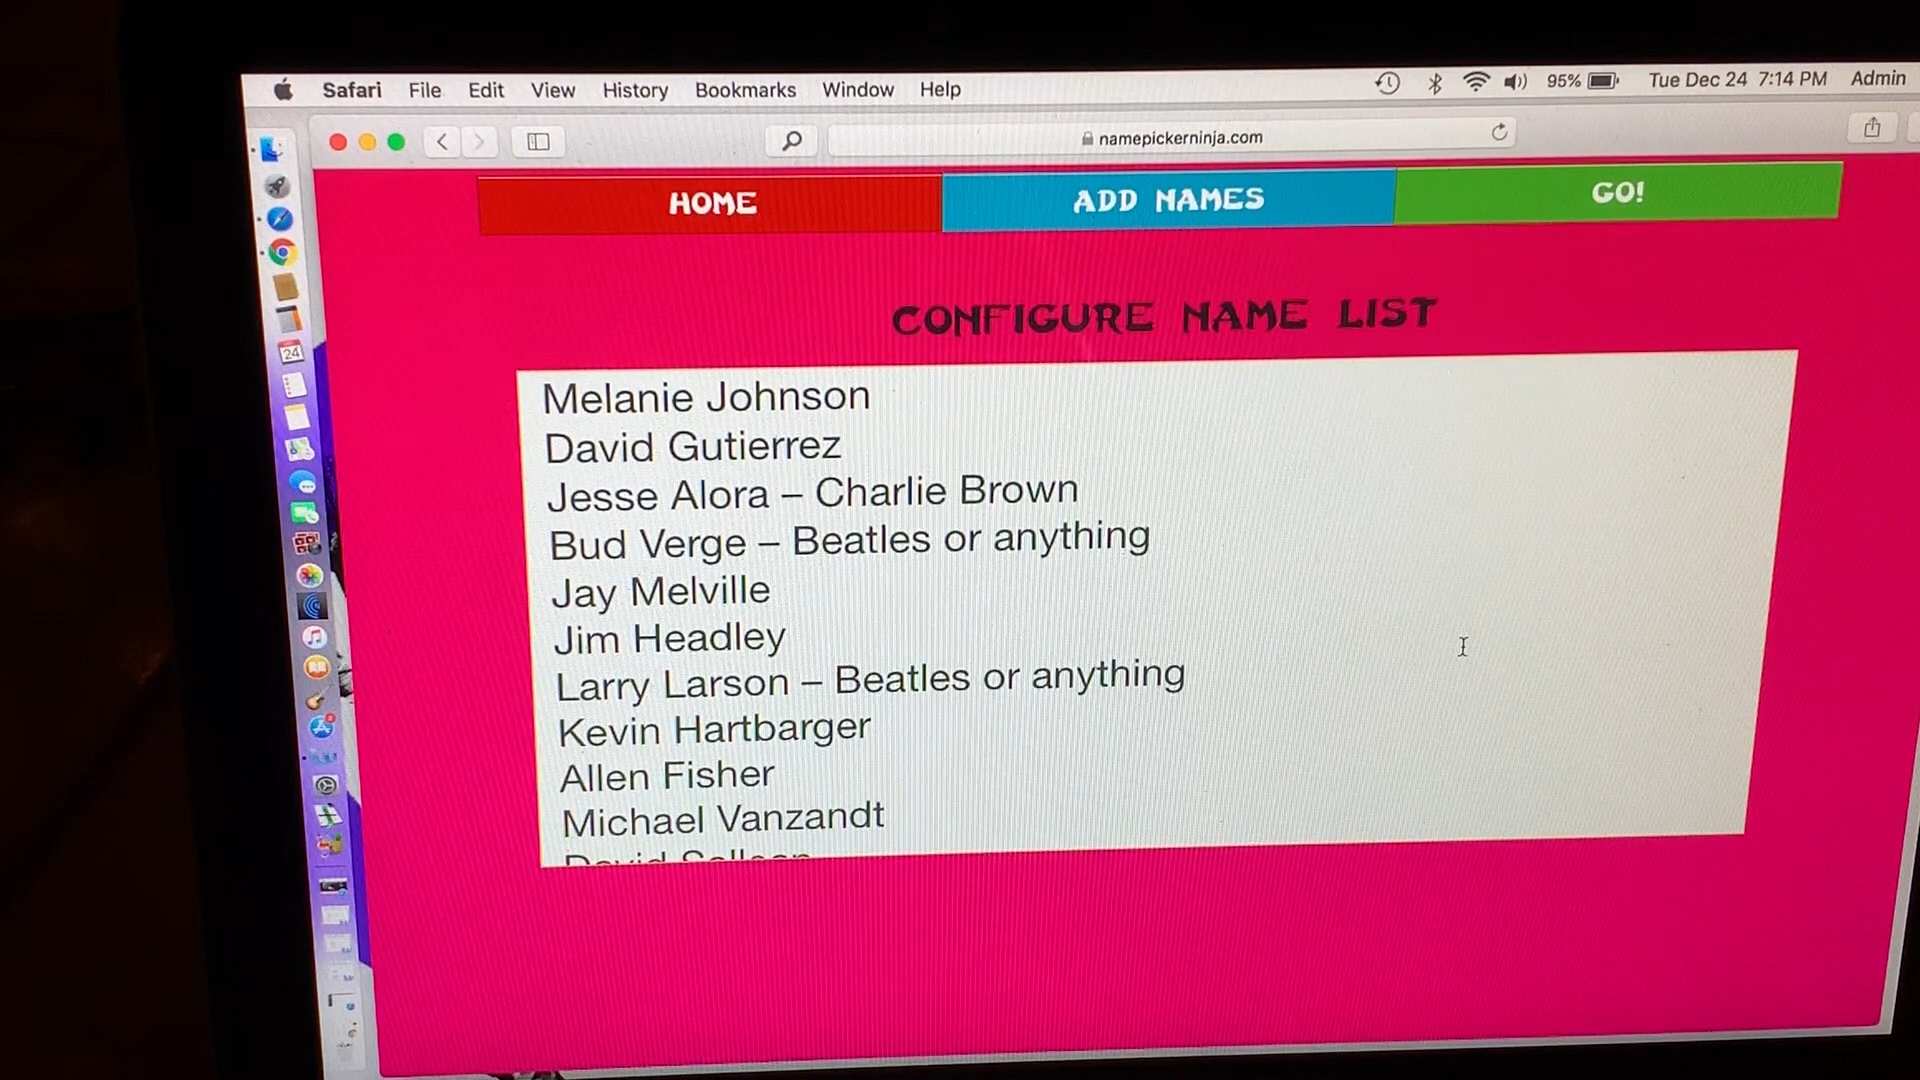 Safari File Edit View History Bookmarks Window Help 95% Tue Dec 24 7:14 PM Admin
namepickerninja.com
HOME ADD NAMES GO!
24
CONFIGURE NAME LIST
Melanie Johnson
David Gutierrez
Jesse Alora – Charlie Brown
Bud Verge – Beatles or anything
Jay Melville
Jim Headley
Larry Larson – Beatles or anything
Kevin Hartbarger
Allen Fisher
Michael Vanzandt
David